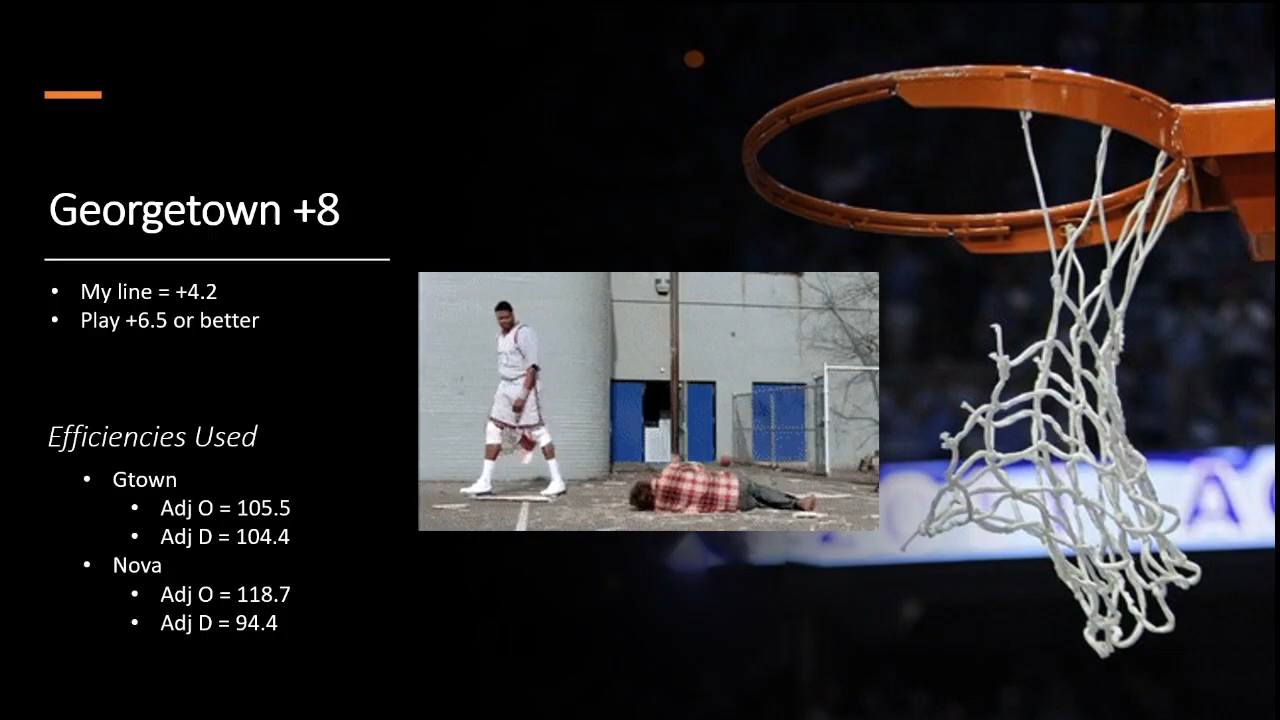 Georgetown +8
• My line = +4.2
• Play +6.5 or better
Efficiencies Used
• Gtown
• Adj O = 105.5
• Adj D = 104.4
• Nova
• Adj O = 118.7
• Adj D = 94.4